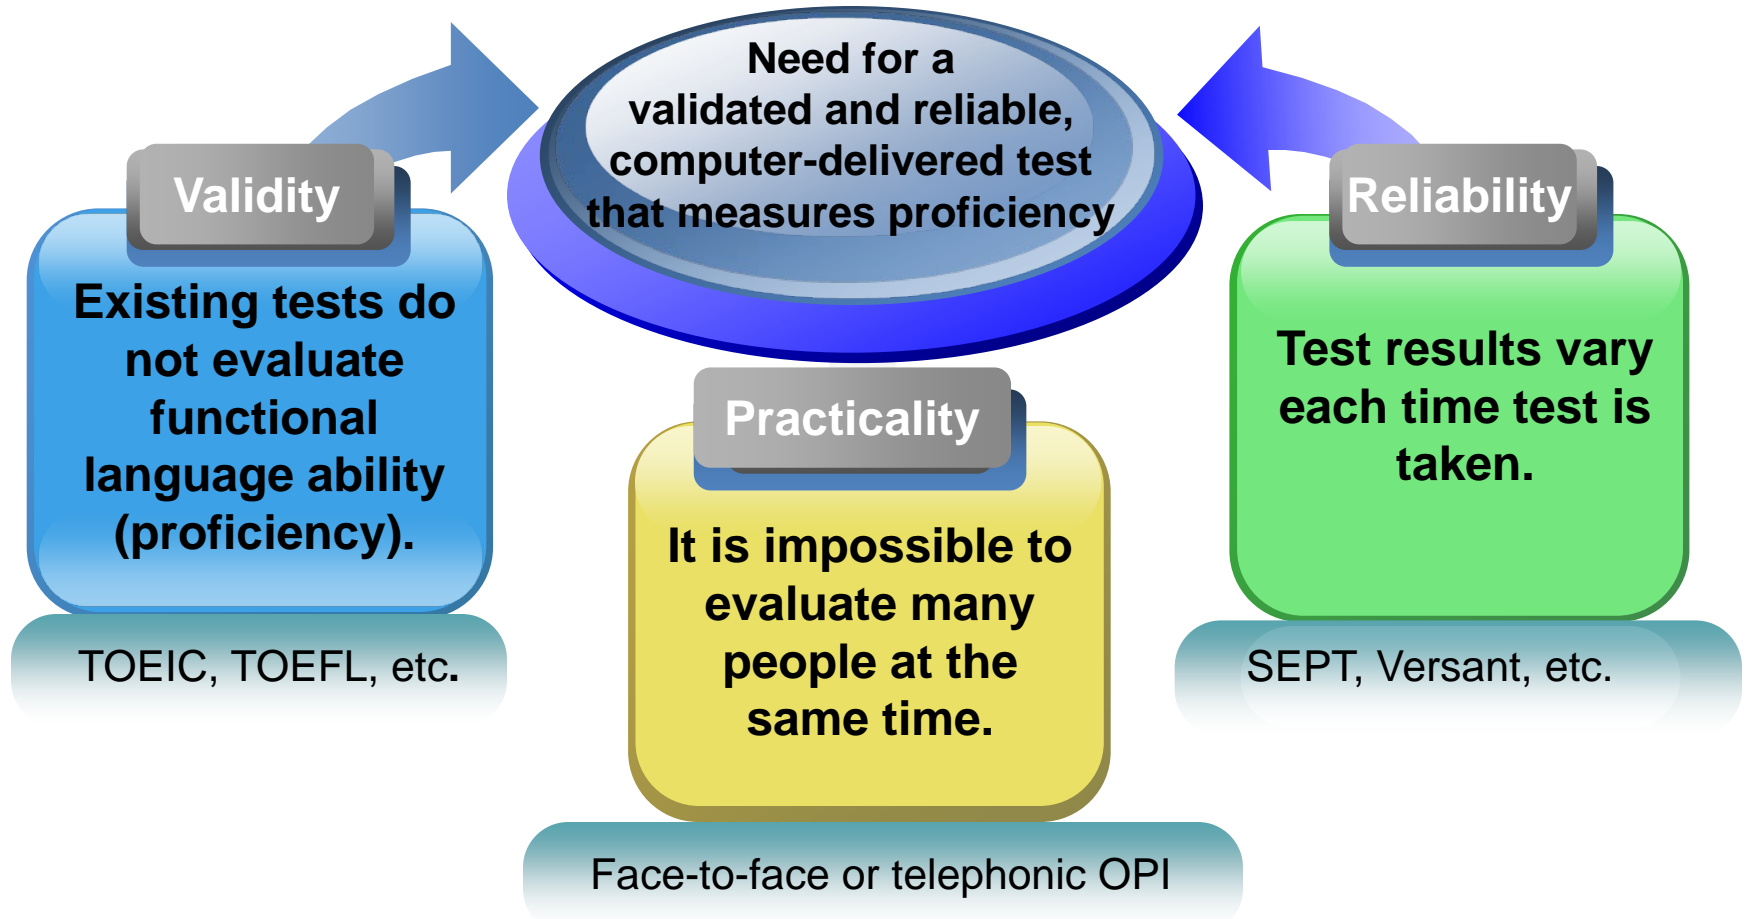 Need for a
validated and reliable,
computer-delivered test
that measures proficiency
Validity
Existing tests do
not evaluate
functional
language ability
(proficiency).
TOEIC, TOEFL, etc.
Practicality
It is impossible to
evaluate many
people at the
same time.
Face-to-face or telephonic OPI
Reliability
Test results vary
each time test is
taken.
SEPT, Versant, etc.